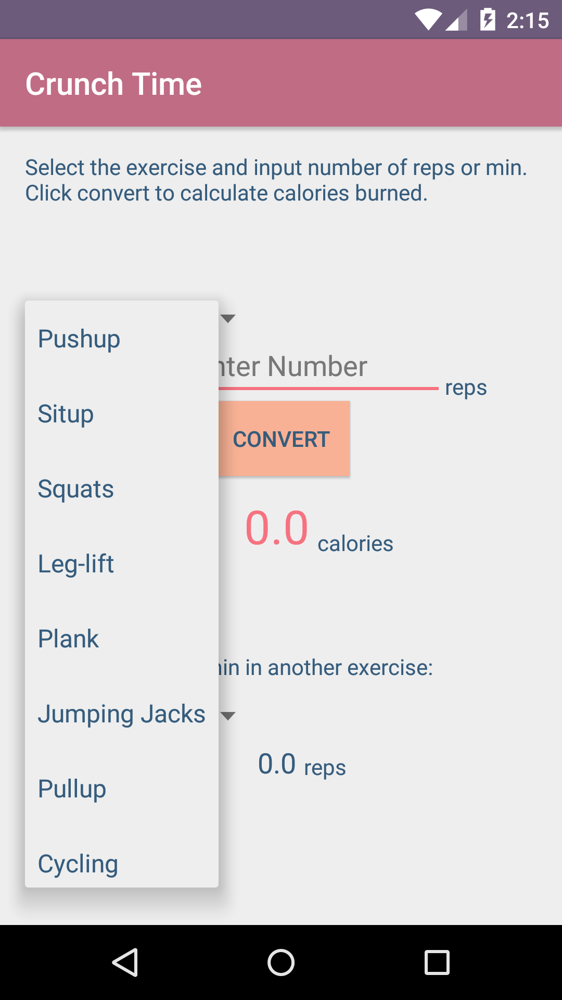 2:15
Crunch Time
Select the exercise and input number of reps or min.
Click convert to calculate calories burned.
Pushup
Number
reps
Situp
CONVERT
Squats
0.0 calories
Leg-lift
Plank
in another exercise:
Jumping Jacks
0.0 reps
Pullup
Cycling